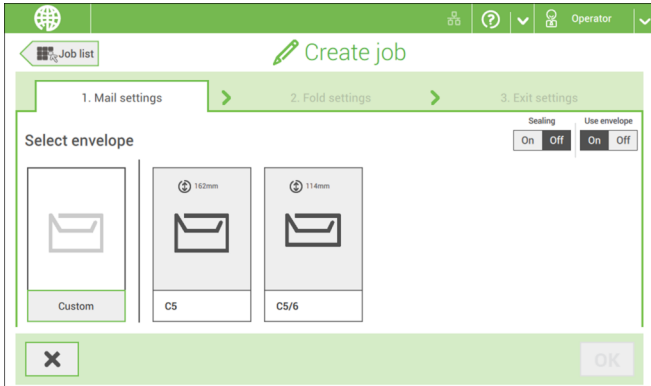 Operator
Job list
Create job
1. Mail settings
2. Fold settings
3. Exit settings
Sealing
Use envelope
Select envelope
On Off
On Off
162mm
114mm
Custom
C5
C5/6
OK